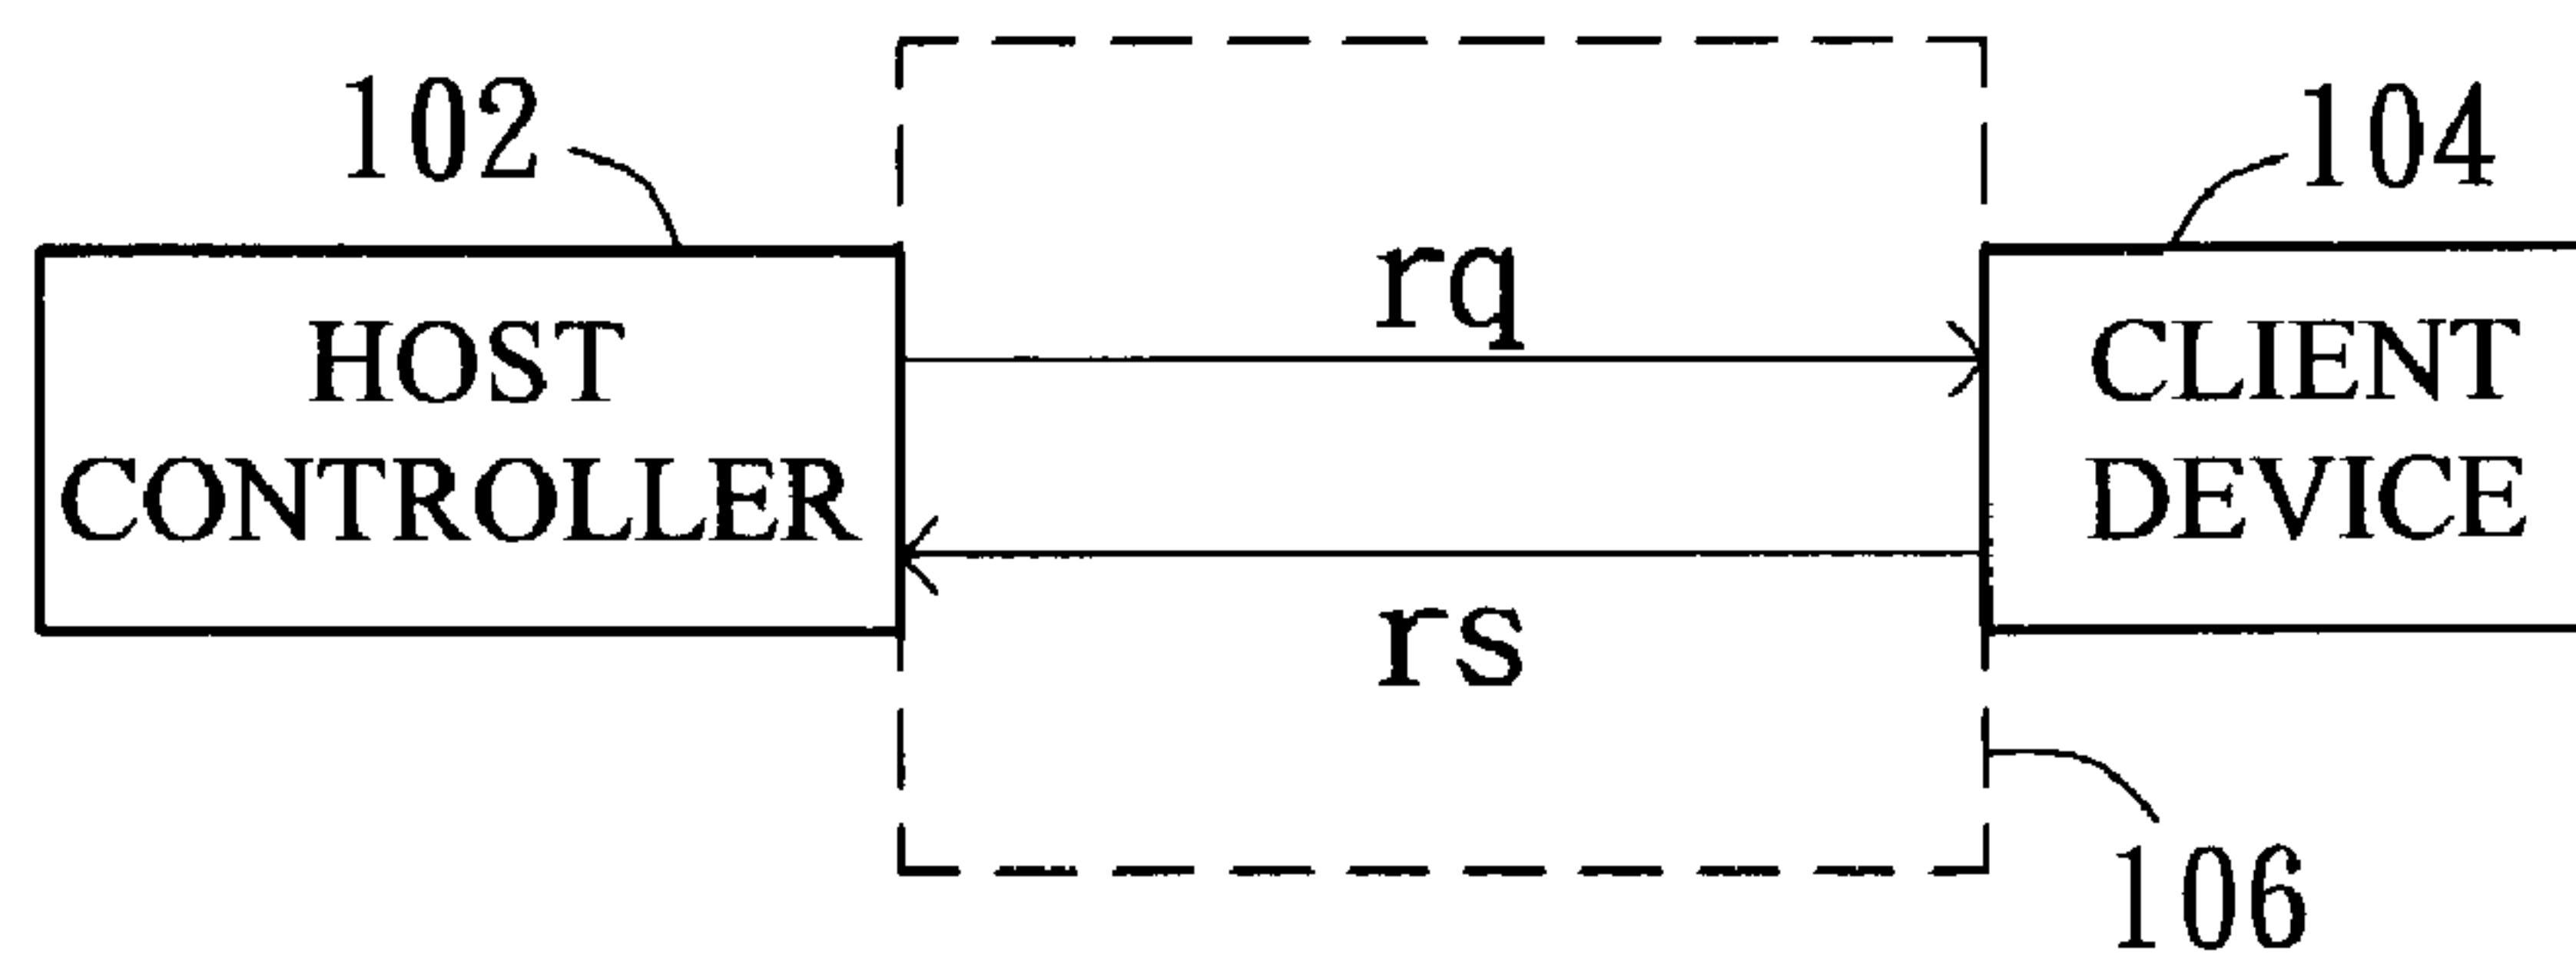 102
104
rq
HOST
CONTROLLER
CLIENT
DEVICE
rs
106